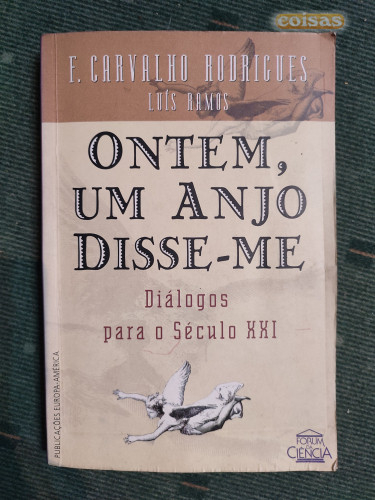 coisas
F. CARVALHO RODRIGUES
LUÍS RAMOS
ONTEM,
UM ANJO
DISSE-ME
Diálogos
para o Século XXI
PUBLICAÇÕES EUROPA-AMÉRICA
FORUM
DA
CIÊNCIA